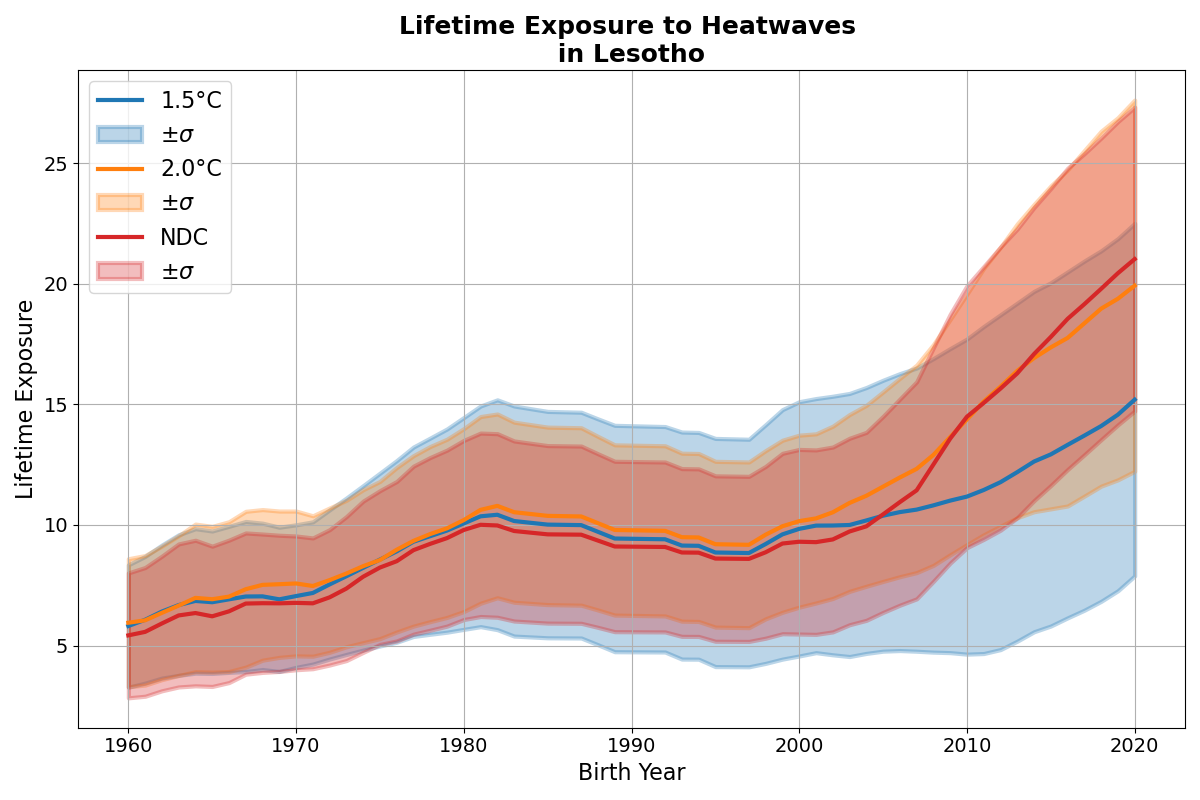 Lifetime Exposure to Heatwaves
in Lesotho
1.5°C
±σ
2.0°C
±σ
NDC
±σ
Lifetime Exposure
25
20
15
10
5
1960 1970 1980 1990 2000 2010 2020
Birth Year